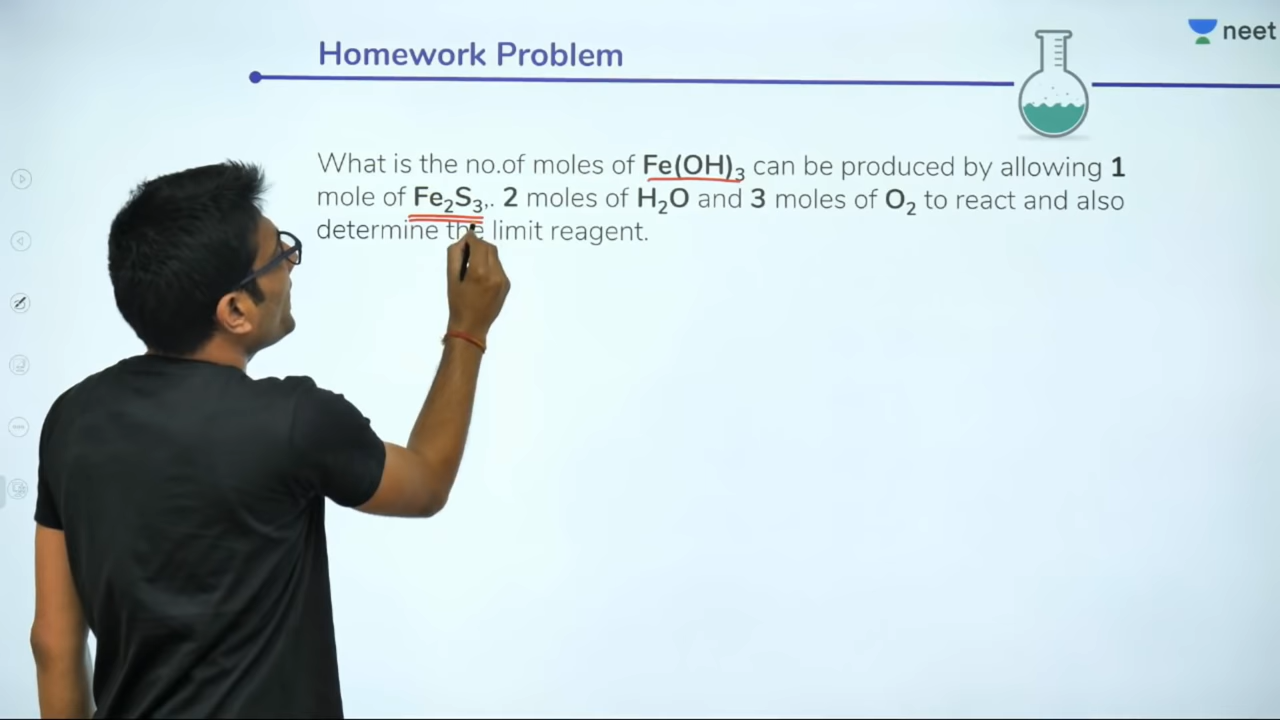 neet
Homework Problem
What is the no.of moles of Fe(OH)₃ can be produced by allowing 1
mole of Fe₂S₃,. 2 moles of H₂O and 3 moles of O₂ to react and also
determine the limit reagent.